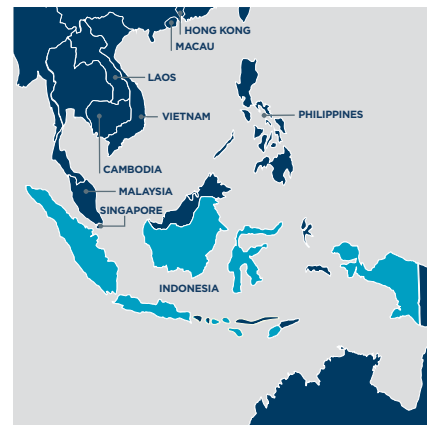 HONG KONG
MACAU
LAOS
VIETNAM
PHILIPPINES
CAMBODIA
MALAYSIA
SINGAPORE
INDONESIA